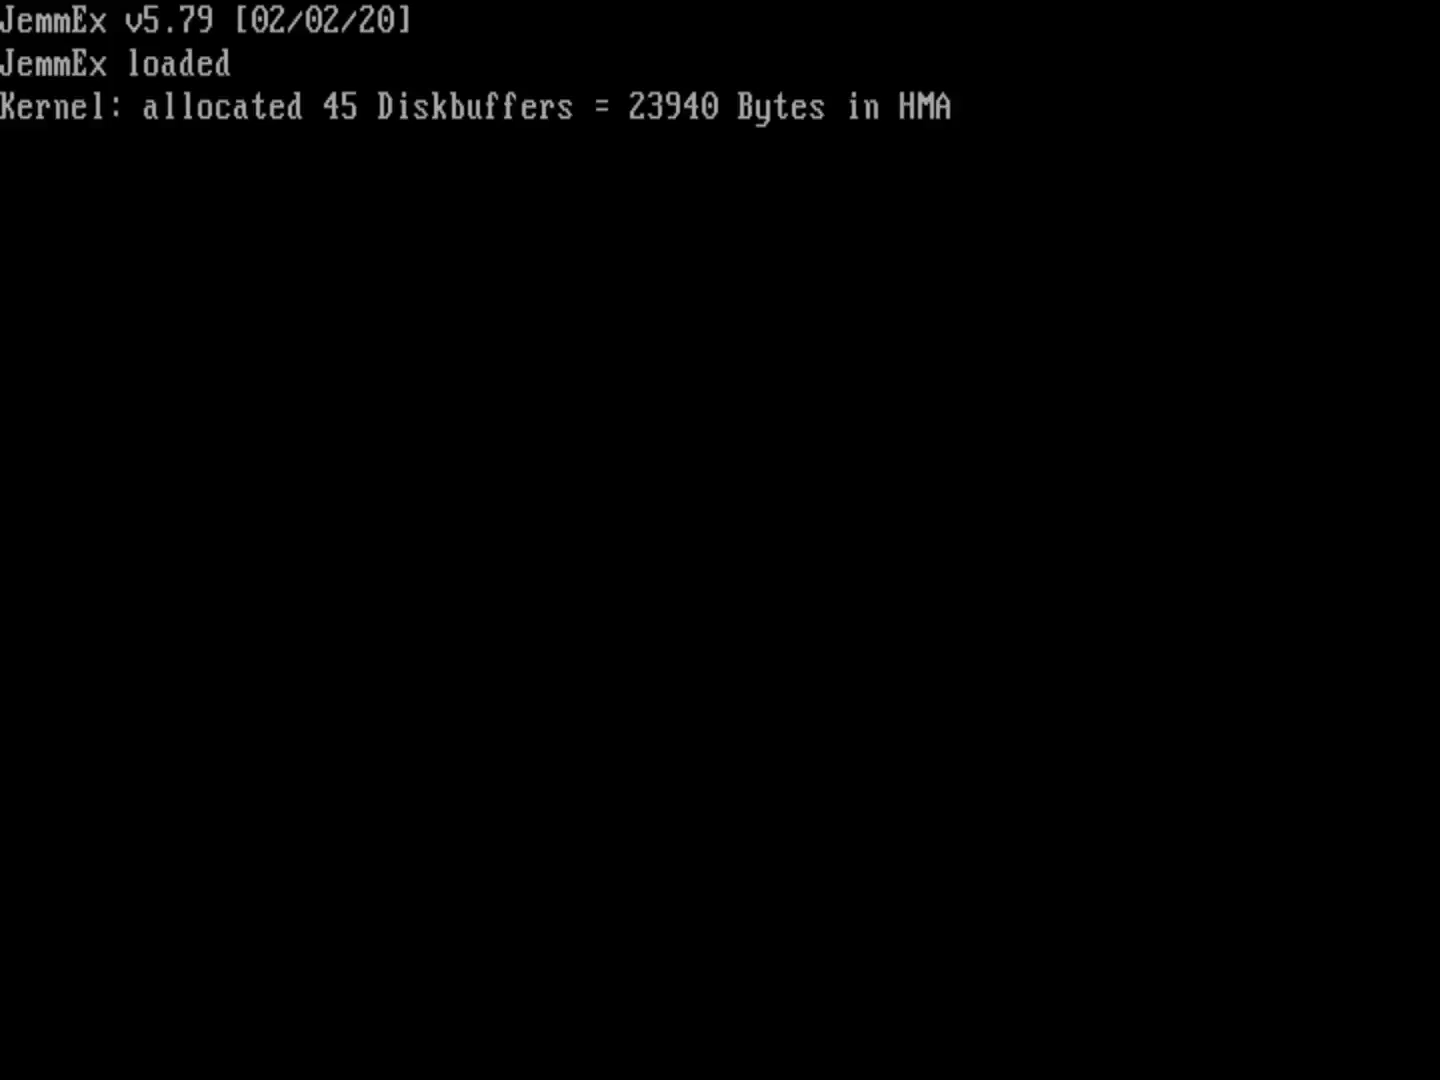 JemmEx v5.79 [02/02/20]
JemmEx loaded
Kernel: allocated 45 Diskbuffers = 23940 Bytes in HMA